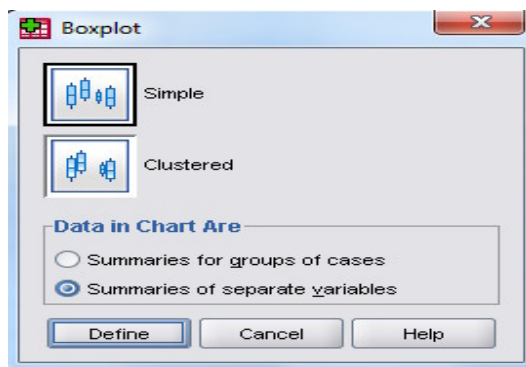 Boxplot
Simple
Clustered
Data in Chart Are
Summaries for groups of cases
Summaries of separate variables
Define Cancel Help